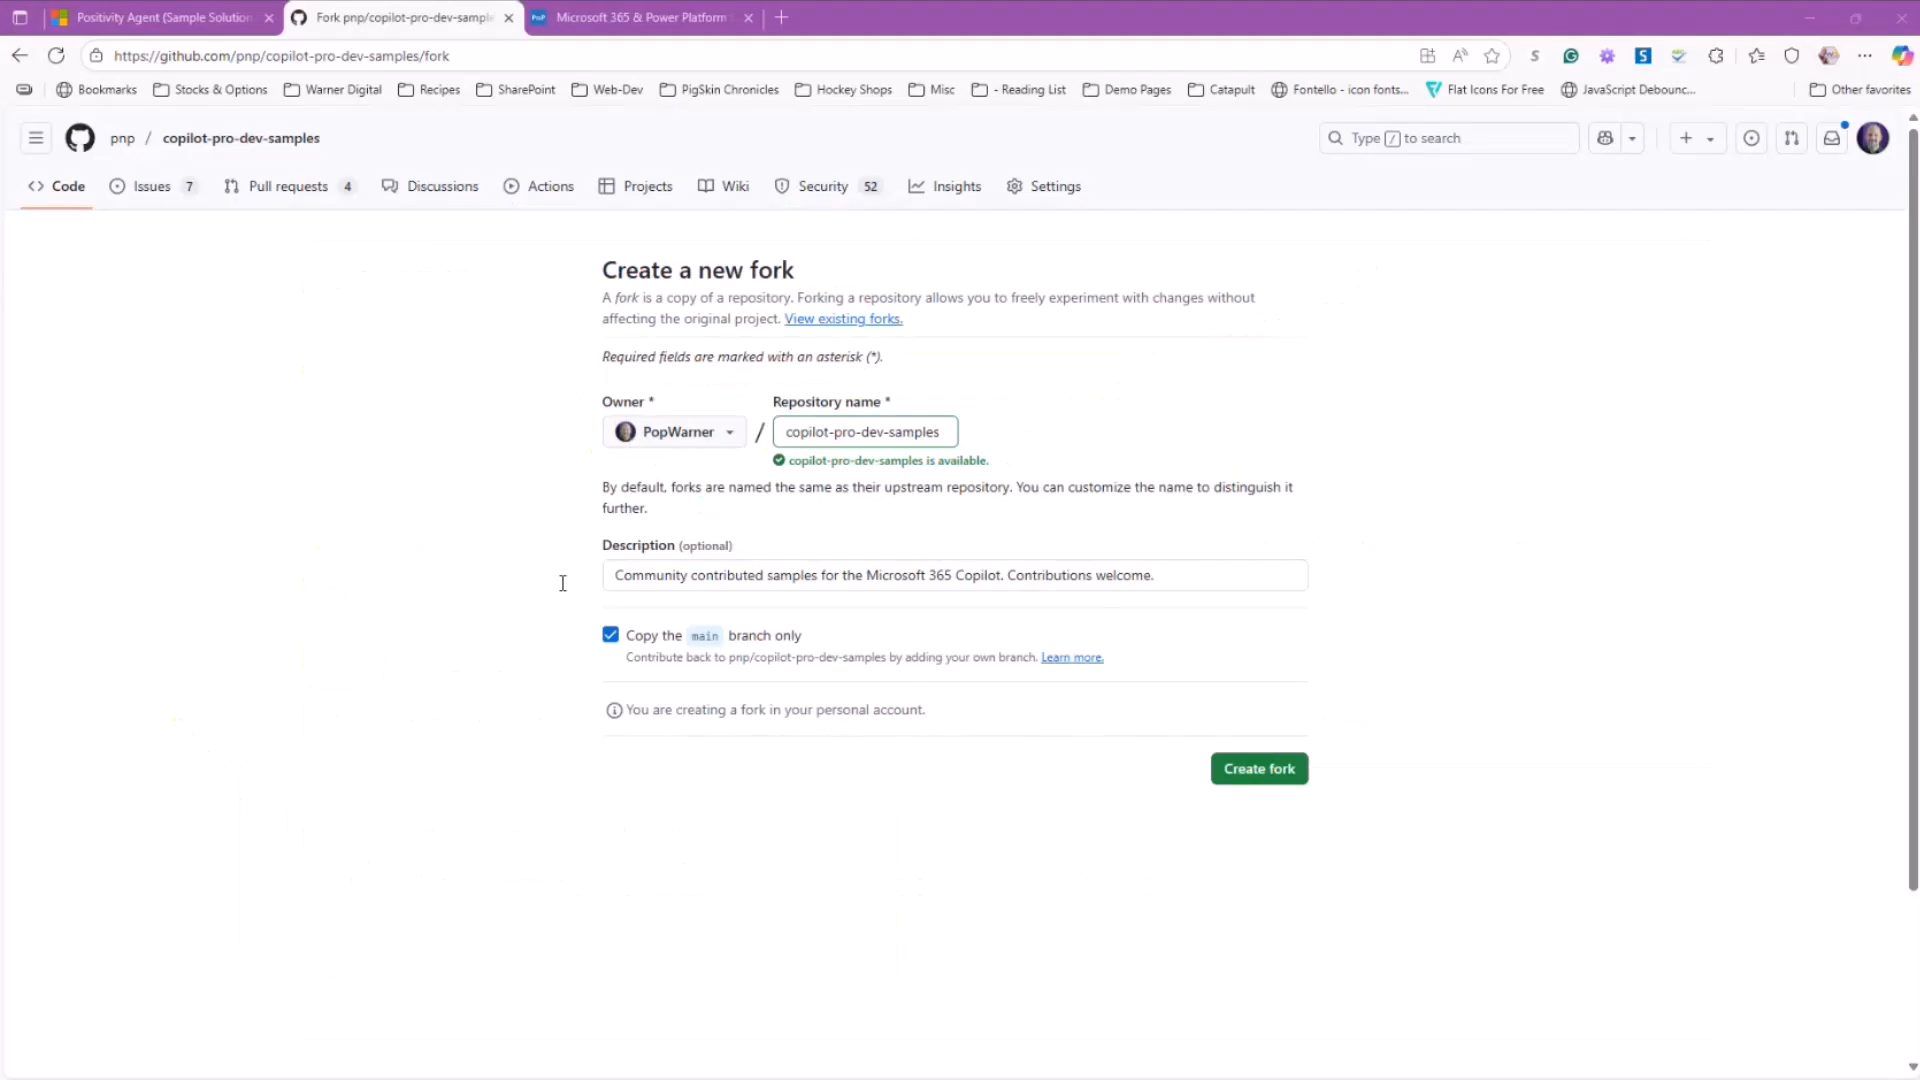 Positivity Agent (Sample Solution
Fork pnp/copilot-pro-dev-sample
Microsoft 365 & Power Platform
https://github.com/pnp/copilot-pro-dev-samples/fork
Bookmarks
Stocks & Options
Warner Digital
Recipes
SharePoint
Web-Dev
PigSkin Chronicles
Hockey Shops
Misc
- Reading List
Demo Pages
Catapult
Fontello - icon fonts...
Flat Icons For Free
JavaScript Debounc...
Other favorites
pnp / copilot-pro-dev-samples
Type / to search
Code
Issues 7
Pull requests 4
Discussions
Actions
Projects
Wiki
Security 52
Insights
Settings
Create a new fork
A fork is a copy of a repository. Forking a repository allows you to freely experiment with changes without
affecting the original project. View existing forks.
Required fields are marked with an asterisk (*).
Owner *
Repository name *
PopWarner / copilot-pro-dev-samples
copilot-pro-dev-samples is available.
By default, forks are named the same as their upstream repository. You can customize the name to distinguish it
further.
Description (optional)
Community contributed samples for the Microsoft 365 Copilot. Contributions welcome.
Copy the main branch only
Contribute back to pnp/copilot-pro-dev-samples by adding your own branch. Learn more.
You are creating a fork in your personal account.
Create fork